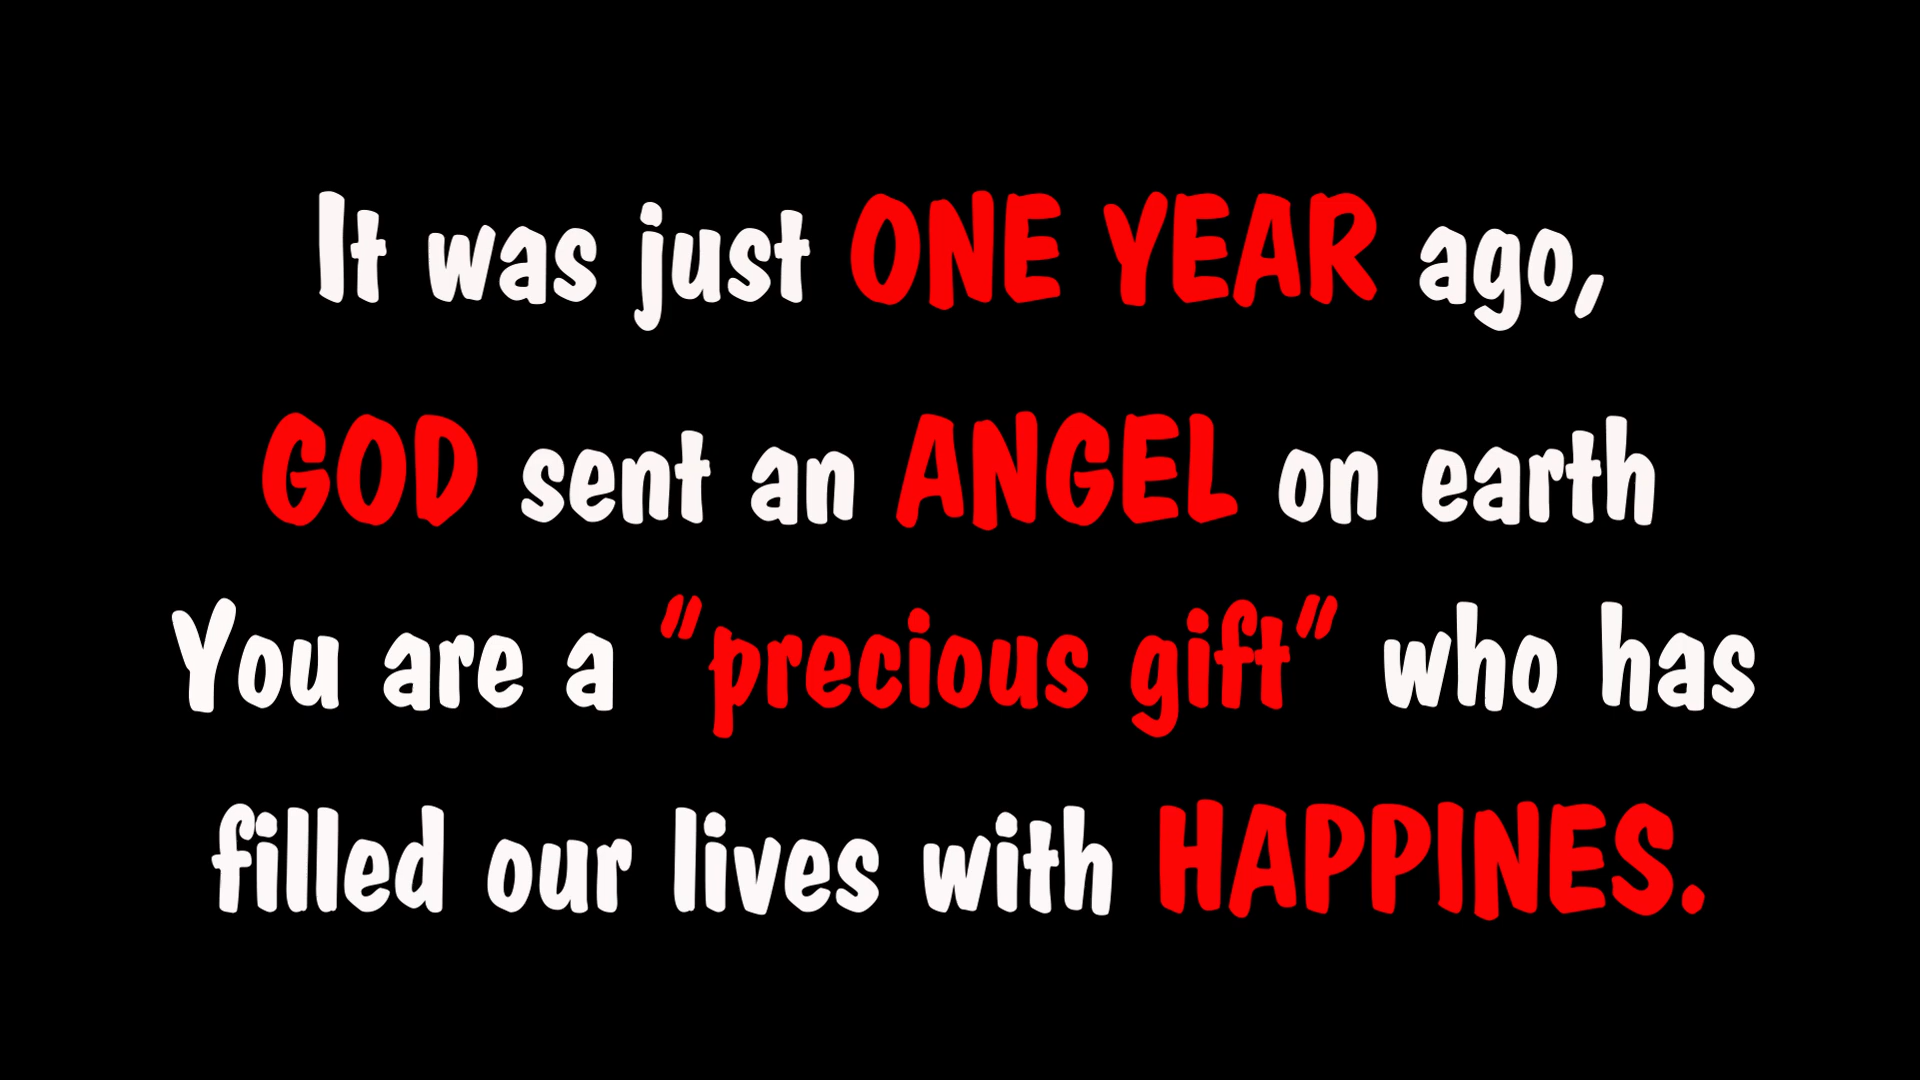 It was just ONE YEAR ago,
GOD sent an ANGEL on earth
You are a "precious gift" who has
filled our lives with HAPPINES.